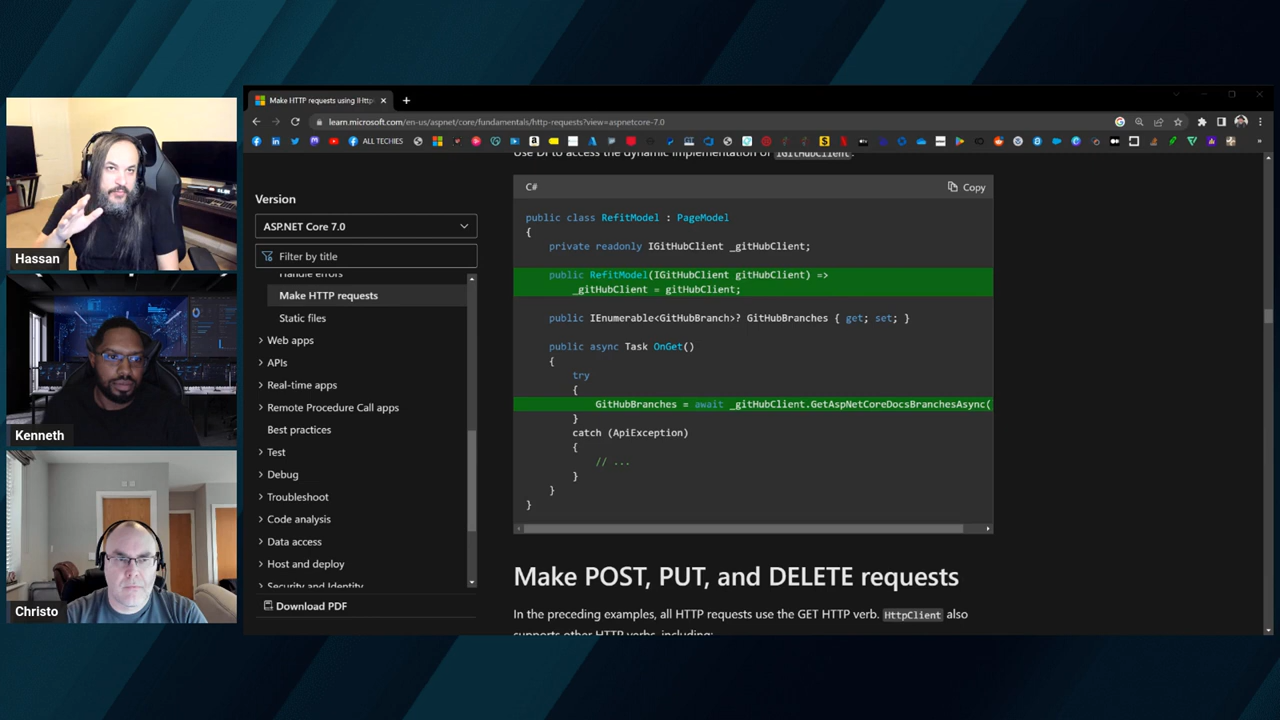 Hassan
Kenneth
Christo
Make HTTP requests using IHttp
learn.microsoft.com/en-us/aspnet/core/fundamentals/http-requests?view=aspnetcore-7.0
ALL TECHIES
Version
ASP.NET Core 7.0
Filter by title
Handle errors
Make HTTP requests
Static files
Web apps
APIs
Real-time apps
Remote Procedure Call apps
Best practices
Test
Debug
Troubleshoot
Code analysis
Data access
Host and deploy
Security and Identity
Download PDF
Use DI to access the dynamic implementation of IGitHubClient:
C#
Copy
public class RefitModel : PageModel
{
private readonly IGitHubClient _gitHubClient;
public RefitModel(IGitHubClient gitHubClient) =>
_gitHubClient = gitHubClient;
public IEnumerable<GitHubBranch>? GitHubBranches { get; set; }
public async Task OnGet()
{
try
{
GitHubBranches = await _gitHubClient.GetAspNetCoreDocsBranchesAsync(
}
catch (ApiException)
{
// ...
}
}
}
Make POST, PUT, and DELETE requests
In the preceding examples, all HTTP requests use the GET HTTP verb. HttpClient also
supports other HTTP verbs, including: